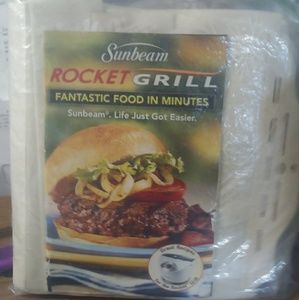 Sunbeam
ROCKET GRILL
FANTASTIC FOOD IN MINUTES
Sunbeam®. Life Just Got Easier.